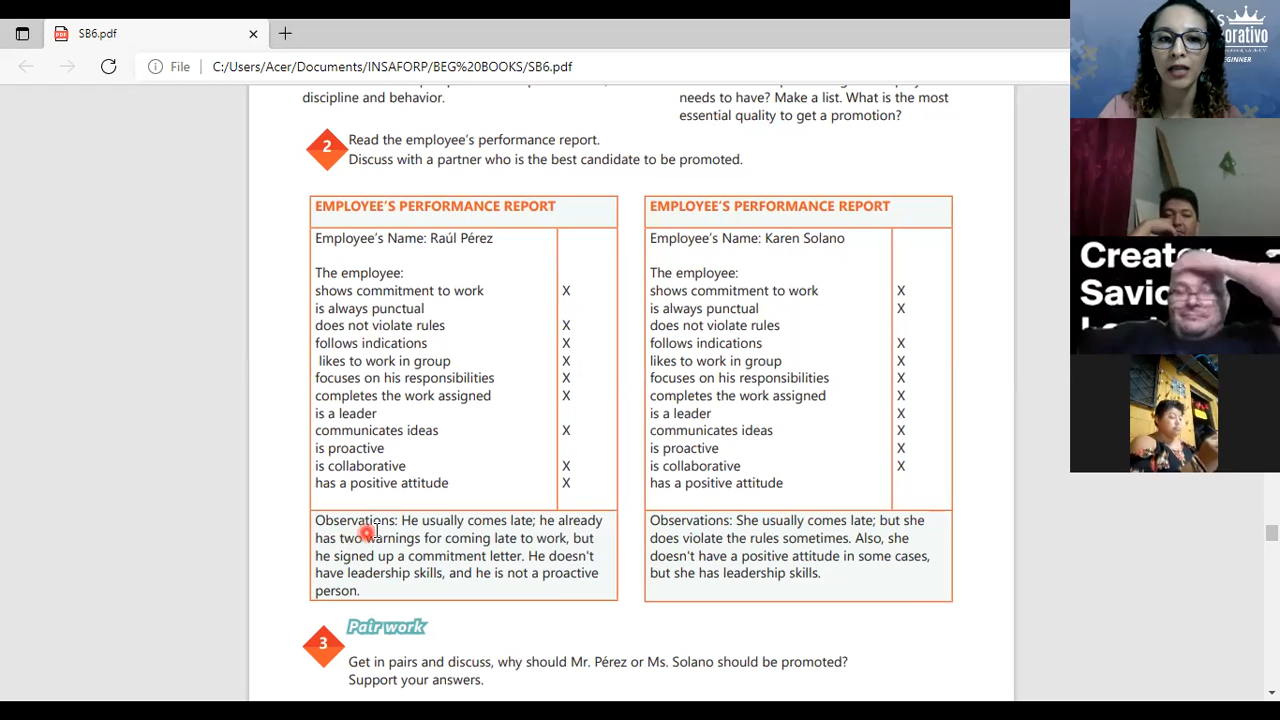 SB6.pdf
File
C:/Users/Acer/Documents/INSAFORP/BEG%20BOOKS/SB6.pdf
discipline and behavior.
needs to have? Make a list. What is the most
essential quality to get a promotion?
2
Read the employee's performance report.
Discuss with a partner who is the best candidate to be promoted.
EMPLOYEE'S PERFORMANCE REPORT
Employee's Name: Raúl Pérez
The employee:
shows commitment to work X
is always punctual
does not violate rules X
follows indications X
likes to work in group X
focuses on his responsibilities X
completes the work assigned X
is a leader
communicates ideas X
is proactive
is collaborative X
has a positive attitude X
Observations: He usually comes late; he already
has two warnings for coming late to work, but
he signed up a commitment letter. He doesn't
have leadership skills, and he is not a proactive
person.
EMPLOYEE'S PERFORMANCE REPORT
Employee's Name: Karen Solano
The employee:
shows commitment to work X
is always punctual X
does not violate rules
follows indications X
likes to work in group X
focuses on his responsibilities X
completes the work assigned X
is a leader X
communicates ideas X
is proactive X
is collaborative X
has a positive attitude
Observations: She usually comes late; but she
does violate the rules sometimes. Also, she
doesn't have a positive attitude in some cases,
but she has leadership skills.
3
Pair work
Get in pairs and discuss, why should Mr. Pérez or Ms. Solano should be promoted?
Support your answers.
orativo
EGINNER
Creator